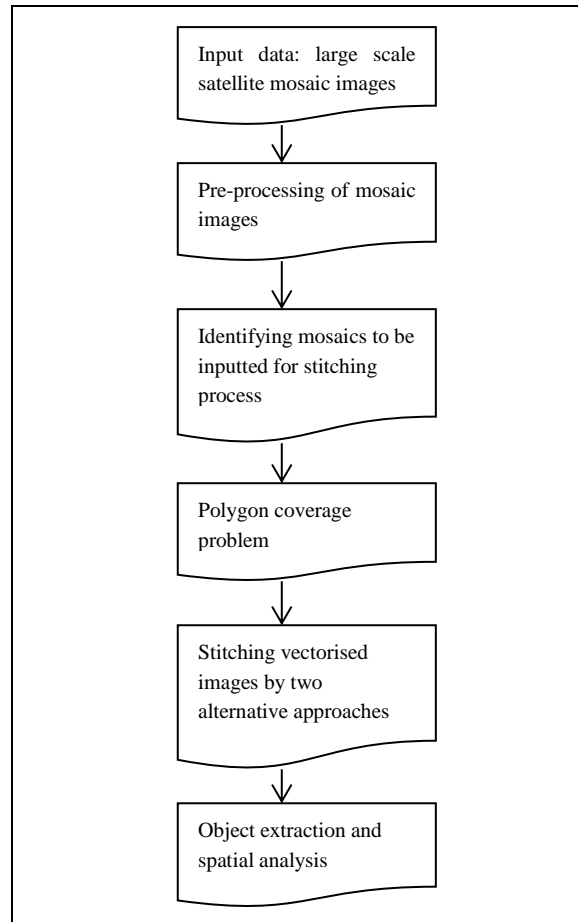 Input data: large scale
satellite mosaic images
Pre-processing of mosaic
images
Identifying mosaics to be
inputted for stitching
process
Polygon coverage
problem
Stitching vectorised
images by two
alternative approaches
Object extraction and
spatial analysis